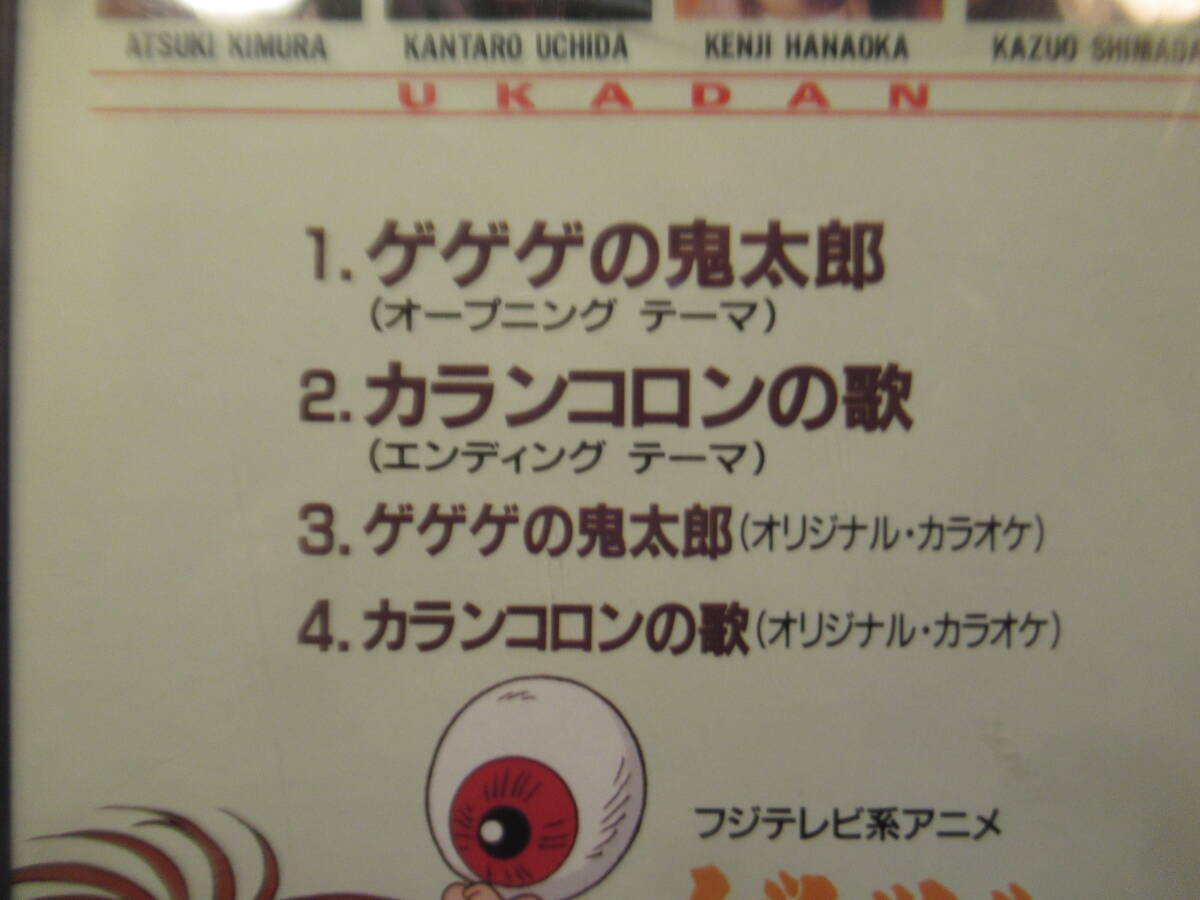 ATSUKI KIMURA KANTARO UCHIDA KENJI HANAOKA KAZUO
UKADAN
1. ゲゲゲの鬼太郎
(オープニング テーマ)
2. カランコロンの歌
(エンディング テーマ)
3. ゲゲゲの鬼太郎(オリジナル・カラオケ)
4. カランコロンの歌(オリジナル・カラオケ)
フジテレビ系アニメ